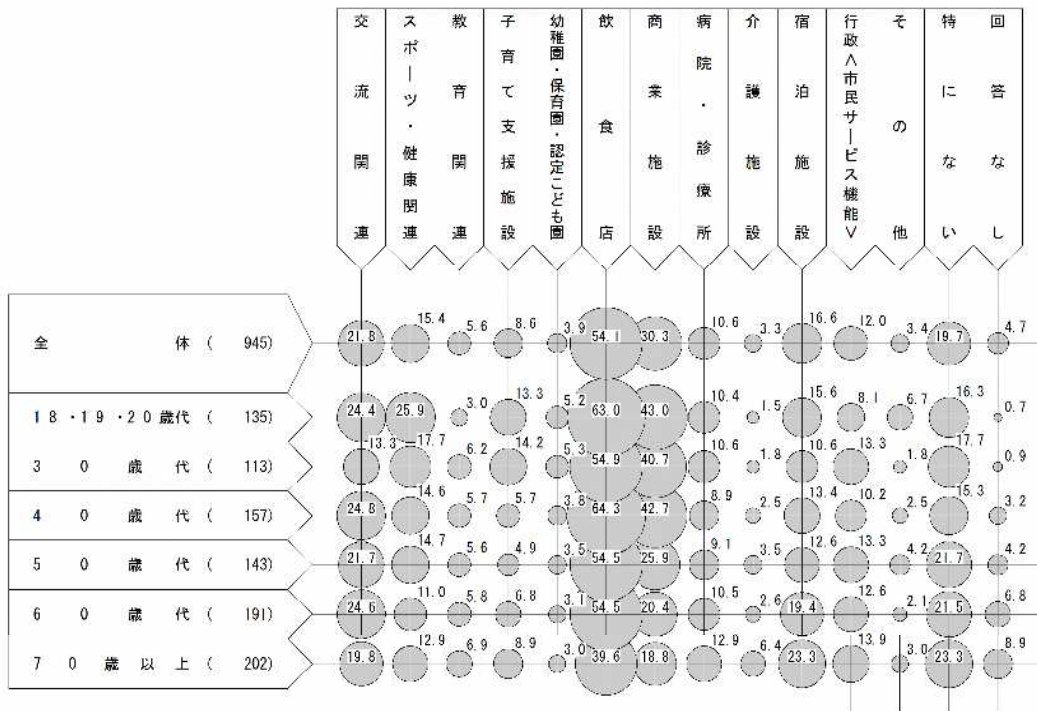 交流関連
スポーツ・健康関連
教育関連
子育て支援施設
幼稚園・保育園・認定こども園
飲食店
商業施設
病院・診療所
介護施設
宿泊施設
行政<市民サービス機能>
その他
特にない
回答なし
全体(945) 21.8 15.4 5.6 8.6 3.9 54.1 30.3 10.6 3.3 16.6 12.0 3.4 19.7 4.7
18・19・20歳代(135) 24.4 25.9 3.0 13.3 5.2 63.0 43.0 10.4 1.5 15.6 8.1 6.7 16.3 0.7
30歳代(113) 13.3 17.7 6.2 14.2 5.3 54.9 40.7 10.6 1.8 10.6 13.3 1.8 17.7 0.9
40歳代(157) 24.8 14.6 5.7 5.7 3.8 64.3 42.7 8.9 2.5 13.4 10.2 2.5 15.3 3.2
50歳代(143) 21.7 14.7 5.6 4.9 3.5 54.5 25.9 9.1 3.5 12.6 13.3 4.2 21.7 4.2
60歳代(191) 24.6 11.0 5.8 6.8 3.1 54.5 20.4 10.5 2.6 19.4 12.6 2.1 21.5 6.8
70歳以上(202) 19.8 12.9 6.9 8.9 3.0 39.6 18.8 12.9 6.4 23.3 13.9 3.0 23.3 8.9